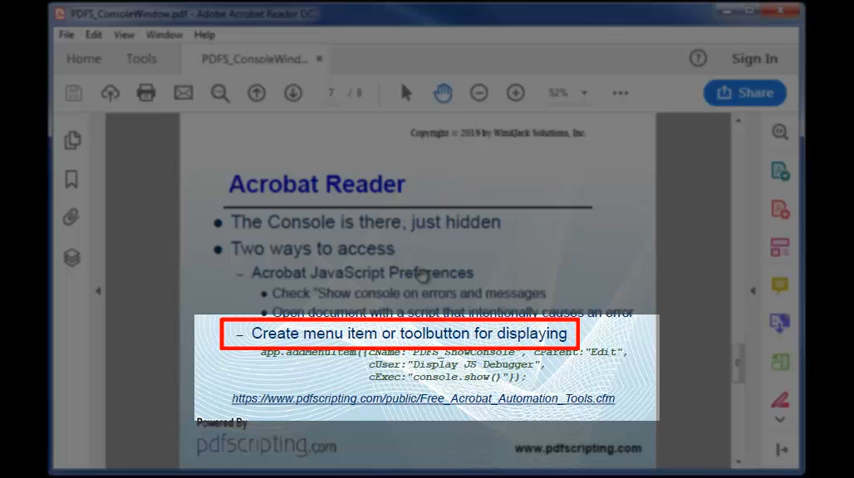 PDFS_ConsoleWindow.pdf - Adobe Acrobat Reader DC
File Edit View Window Help
Home Tools PDFS_ConsoleWind... × Sign In
7 / 8 52% Share
Copyright © 2019 by WindJack Solutions, Inc.
Acrobat Reader
• The Console is there, just hidden
• Two ways to access
– Acrobat JavaScript Preferences
• Check "Show console on errors and messages
• Open document with a script that intentionally causes an error
– Create menu item or toolbutton for displaying
app.addMenuItem({cName:"PDFS_ShowConsole", cParent:"Edit",
cUser:"Display JS Debugger",
cExec:"console.show()"});
https://www.pdfscripting.com/public/Free_Acrobat_Automation_Tools.cfm
Powered By
pdfscripting.com www.pdfscripting.com